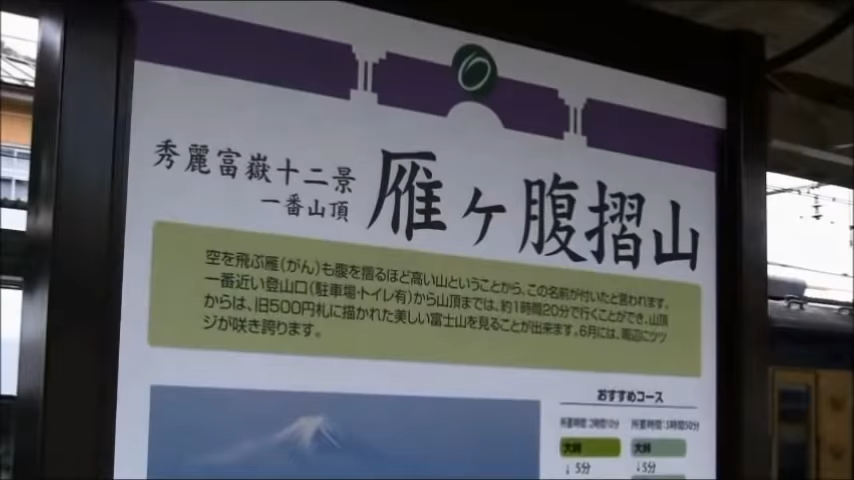 秀麗富嶽十二景
一番山頂
雁ヶ腹摺山
空を飛ぶ雁(がん)も腹を摺るほど高い山ということから、この名前が付いたと言われます。
一番近い登山口(駐車場・トイレ有)から山頂までは、約1時間20分で行くことができ、山頂
からは、旧500円札に描かれた美しい富士山を見ることが出来ます。6月には、周辺にツツ
ジが咲き誇ります。
おすすめコース
所要時間:2時間10分 所要時間:5時間50分
大峠 大峠
↓5分 ↓5分